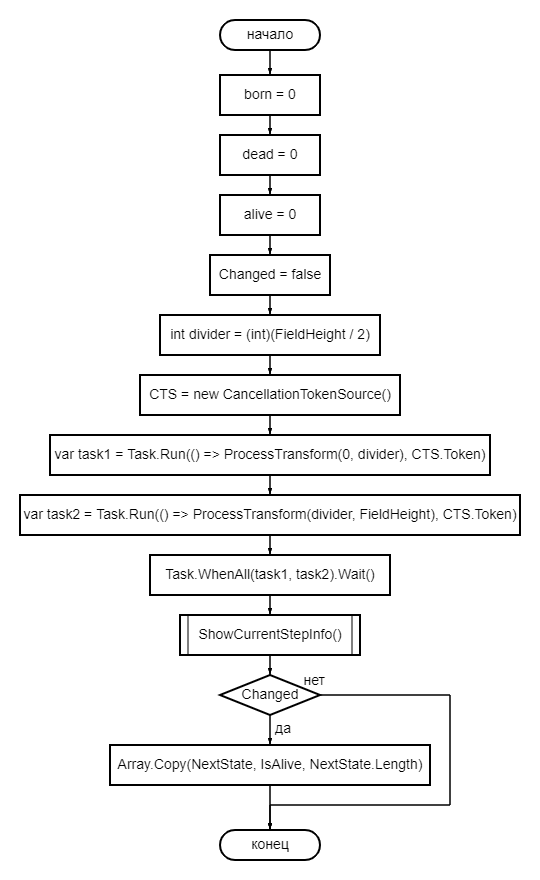 начало
born = 0
dead = 0
alive = 0
Changed = false
int divider = (int)(FieldHeight / 2)
CTS = new CancellationTokenSource()
var task1 = Task.Run(() => ProcessTransform(0, divider), CTS.Token)
var task2 = Task.Run(() => ProcessTransform(divider, FieldHeight), CTS.Token)
Task.WhenAll(task1, task2).Wait()
ShowCurrentStepInfo()
нет
Changed
да
Array.Copy(NextState, IsAlive, NextState.Length)
конец